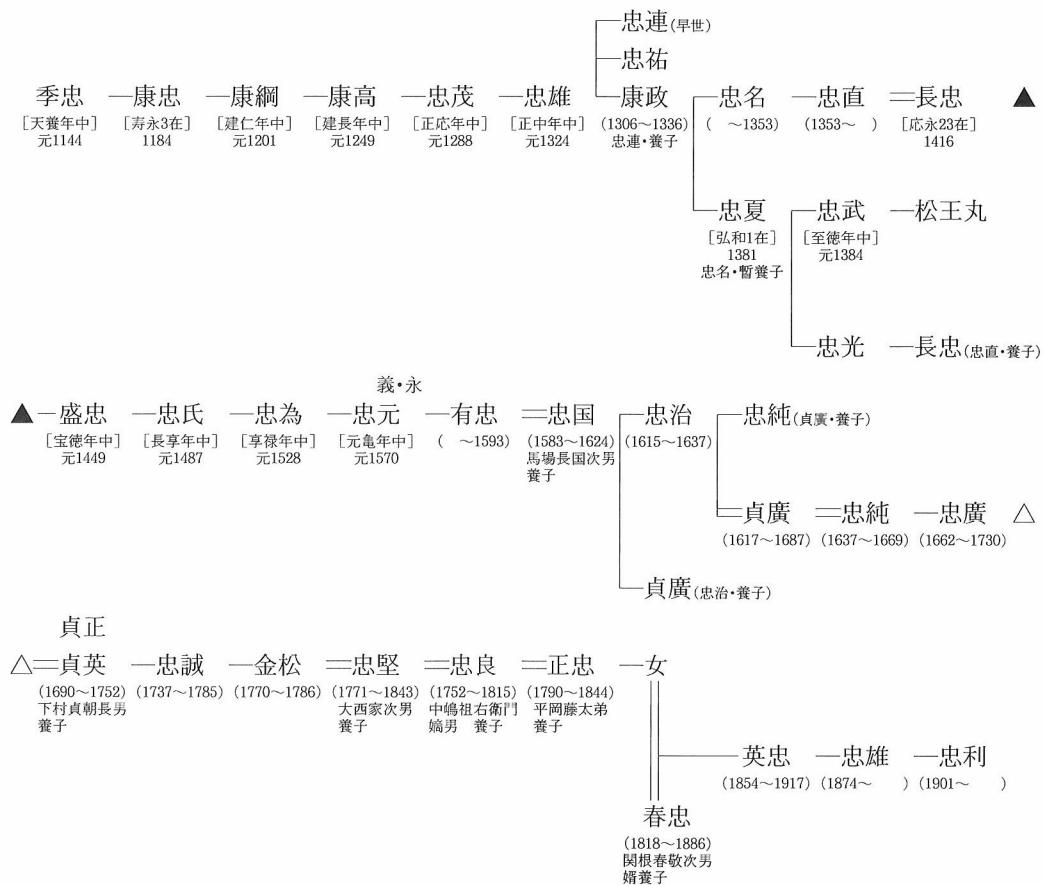 忠連(早世)
忠祐
季忠 康忠 康綱 康高 忠茂 忠雄 康政 忠名 忠直 長忠 ▲
[天養年中] [寿永3在] [建仁年中] [建長年中] [正応年中] [正中年中] (1306～1336) ( ～1353) (1353～ ) [応永23在]
元1144 1184 元1201 元1249 元1288 元1324 忠連・養子 1416
忠夏 忠武 松王丸
[弘和1在] [至徳年中]
1381 元1384
忠名・暫養子
忠光 長忠(忠直・養子)
義・永
▲ 盛忠 忠氏 忠為 忠元 有忠 忠国 忠治 忠純(貞廣・養子)
[宝徳年中] [長享年中] [享禄年中] [元亀年中] ( ～1593) (1583～1624) (1615～1637)
元1449 元1487 元1528 元1570 馬場長国次男
養子
貞廣 忠純 忠廣 △
(1617～1687) (1637～1669) (1662～1730)
貞廣(忠治・養子)
貞正
△ 貞英 忠誠 金松 忠堅 忠良 正忠 女
(1690～1752) (1737～1785) (1770～1786) (1771～1843) (1752～1815) (1790～1844)
下村貞朝長男 大西家次男 中嶋祖右衛門 平岡藤太弟
養子 養子 嫡男 養子 養子
英忠 忠雄 忠利
(1854～1917) (1874～ ) (1901～ )
春忠
(1818～1886)
関根春敬次男
婿養子